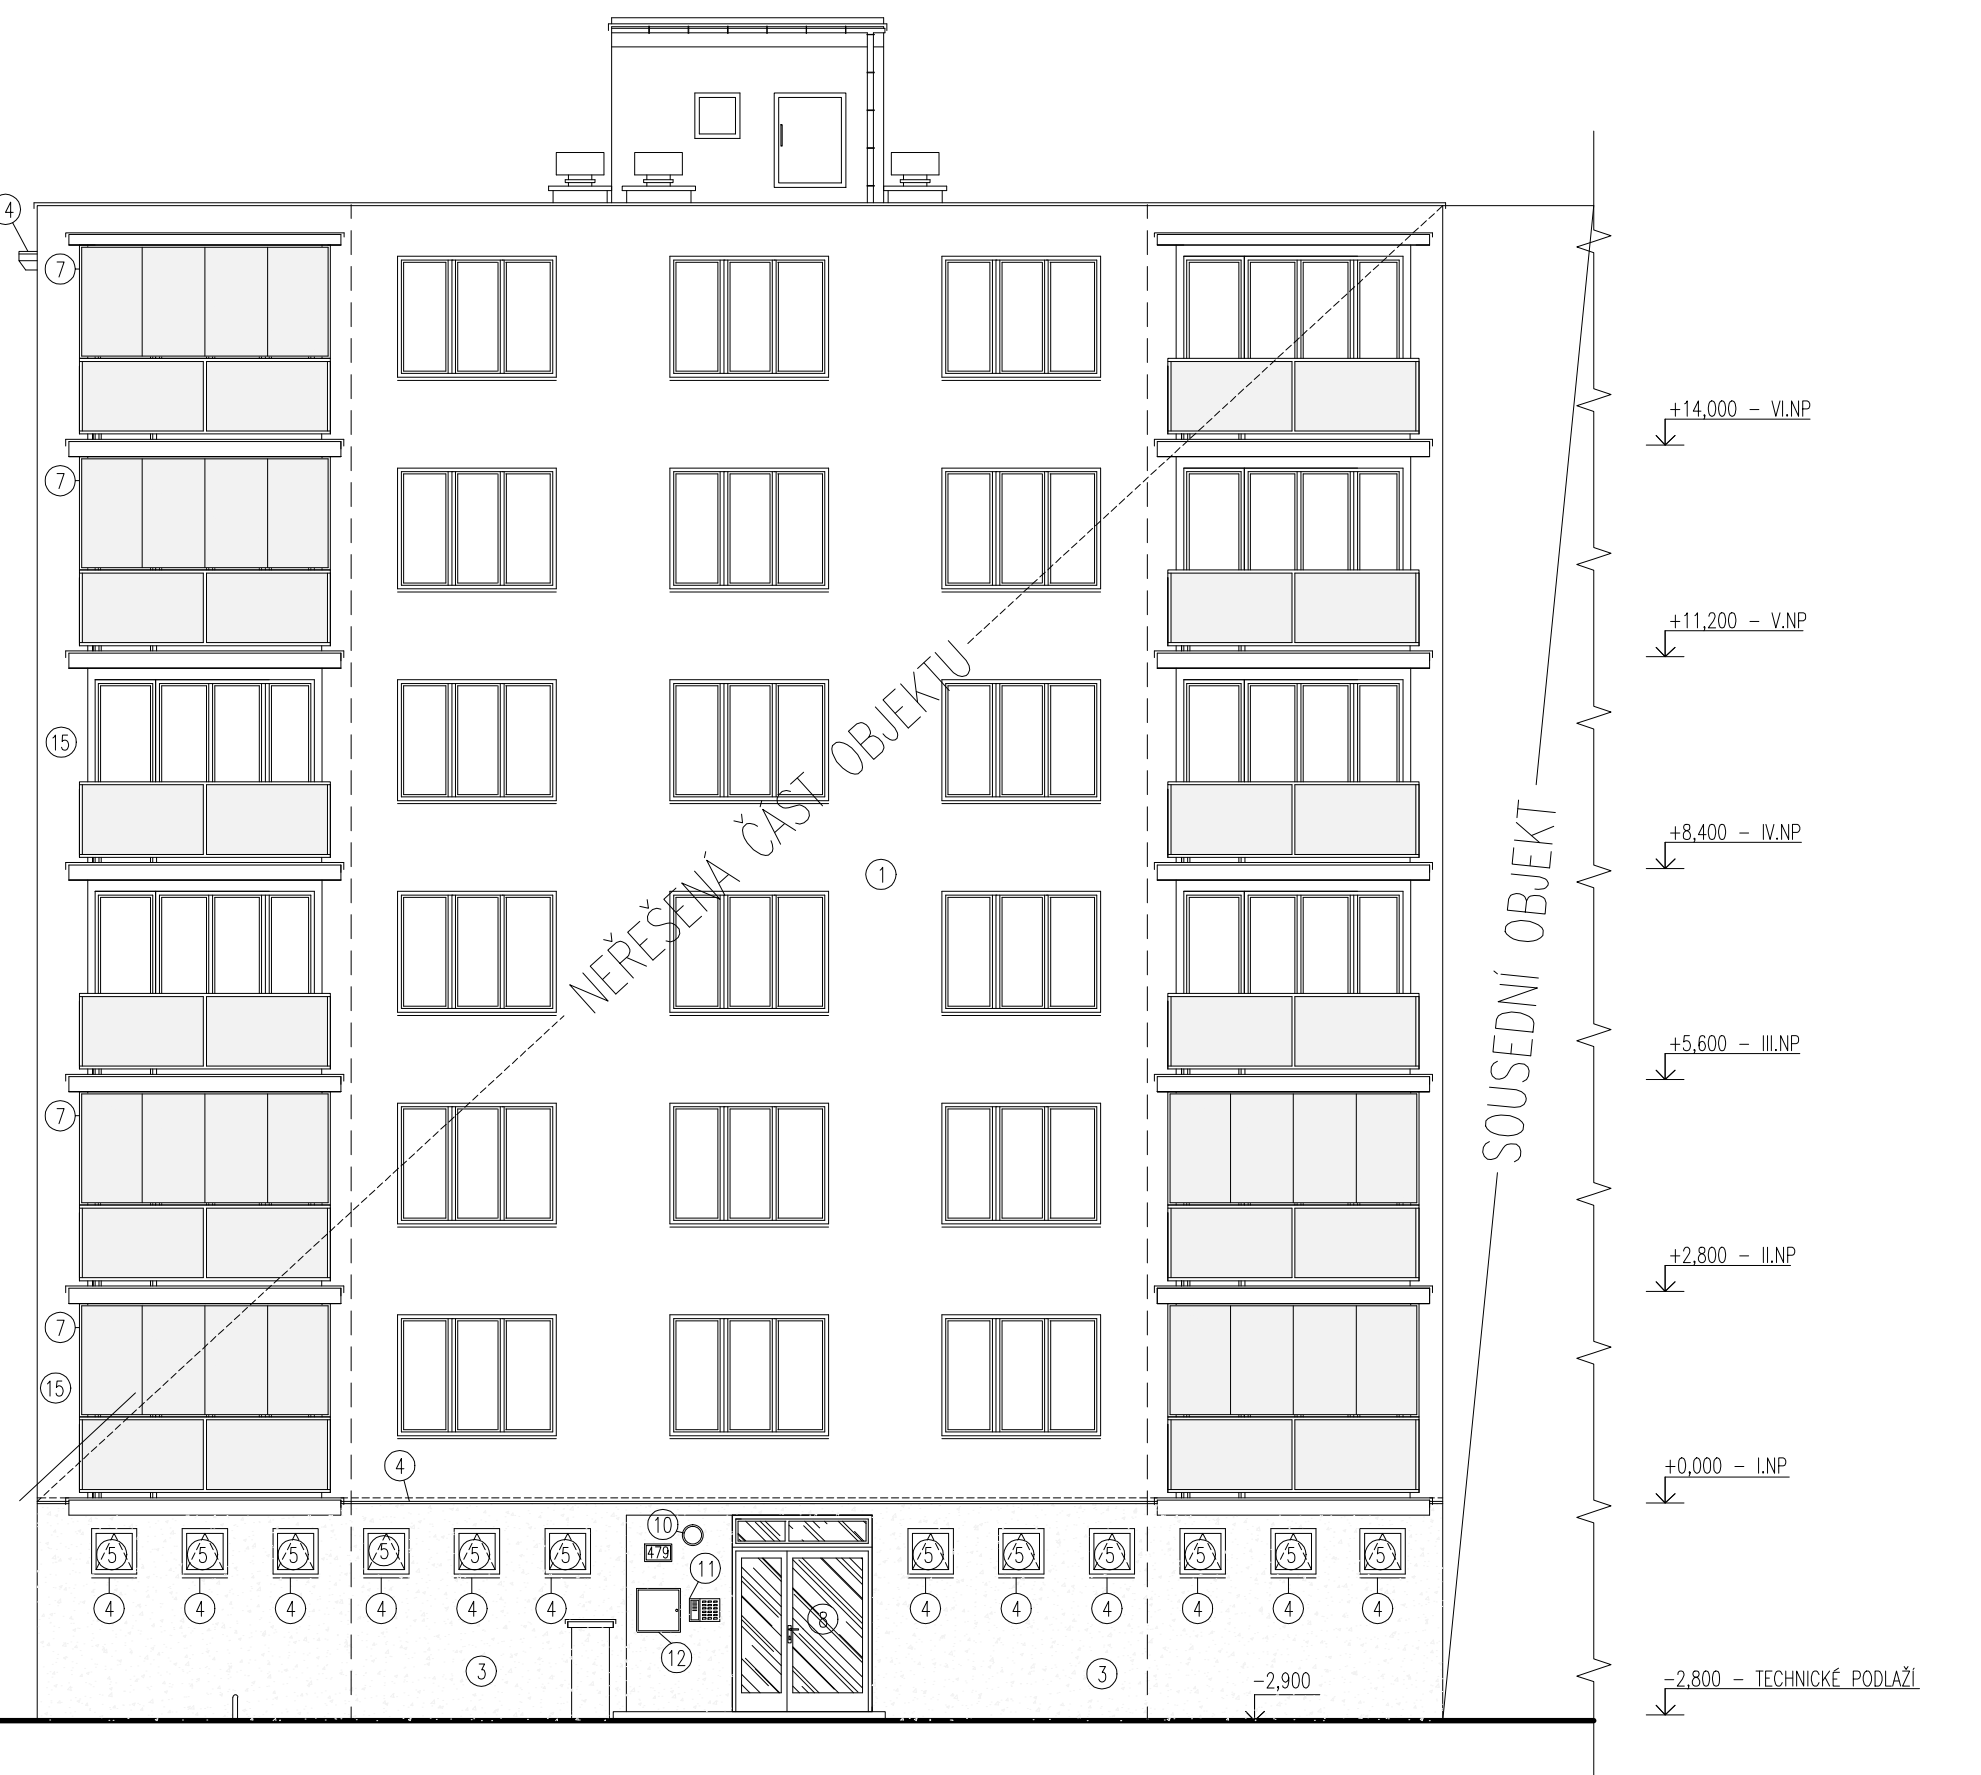 4
7
+14,000 – VI.NP
7
+11,200 – V.NP
15
+8,400 – IV.NP
1
NEŘEŠENÁ ČÁST OBJEKTU
SOUSEDNÍ OBJEKT
+5,600 – III.NP
7
+2,800 – II.NP
7
15
4
+0,000 – I.NP
10
479
5 5 5 5 5 5 5 5 5 5 5 5
11
4 4 4 4 4 4 4 4 4 4 4 4
8
12
3 3
-2,900
-2,800 – TECHNICKÉ PODLAŽÍ